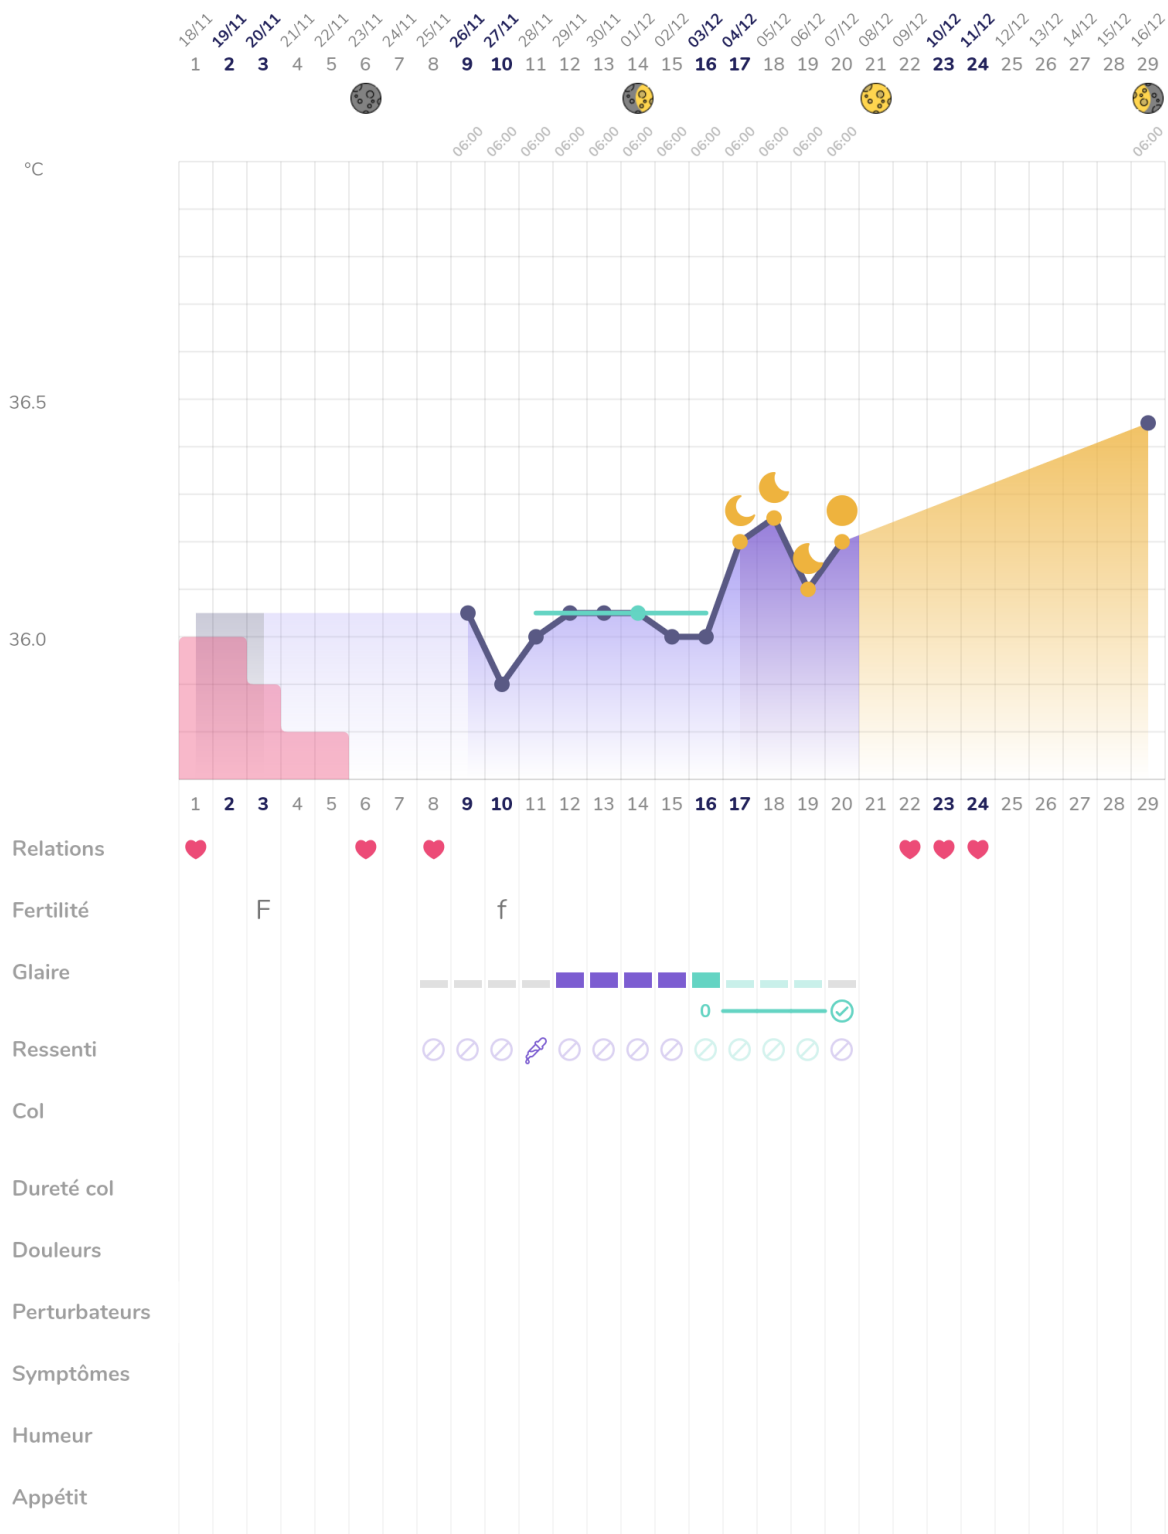 18/11 19/11 20/11 21/11 22/11 23/11 24/11 25/11 26/11 27/11 28/11 29/11 30/11 01/12 02/12 03/12 04/12 05/12 06/12 07/12 08/12 09/12 10/12 11/12 12/12 13/12 14/12 15/12 16/12
1 2 3 4 5 6 7 8 9 10 11 12 13 14 15 16 17 18 19 20 21 22 23 24 25 26 27 28 29
06:00 06:00 06:00 06:00 06:00 06:00 06:00 06:00 06:00 06:00 06:00 06:00 06:00
°C
36.5
36.0
1 2 3 4 5 6 7 8 9 10 11 12 13 14 15 16 17 18 19 20 21 22 23 24 25 26 27 28 29
Relations
Fertilité F f
Glaire
0
Ressenti
Col
Dureté col
Douleurs
Perturbateurs
Symptômes
Humeur
Appétit